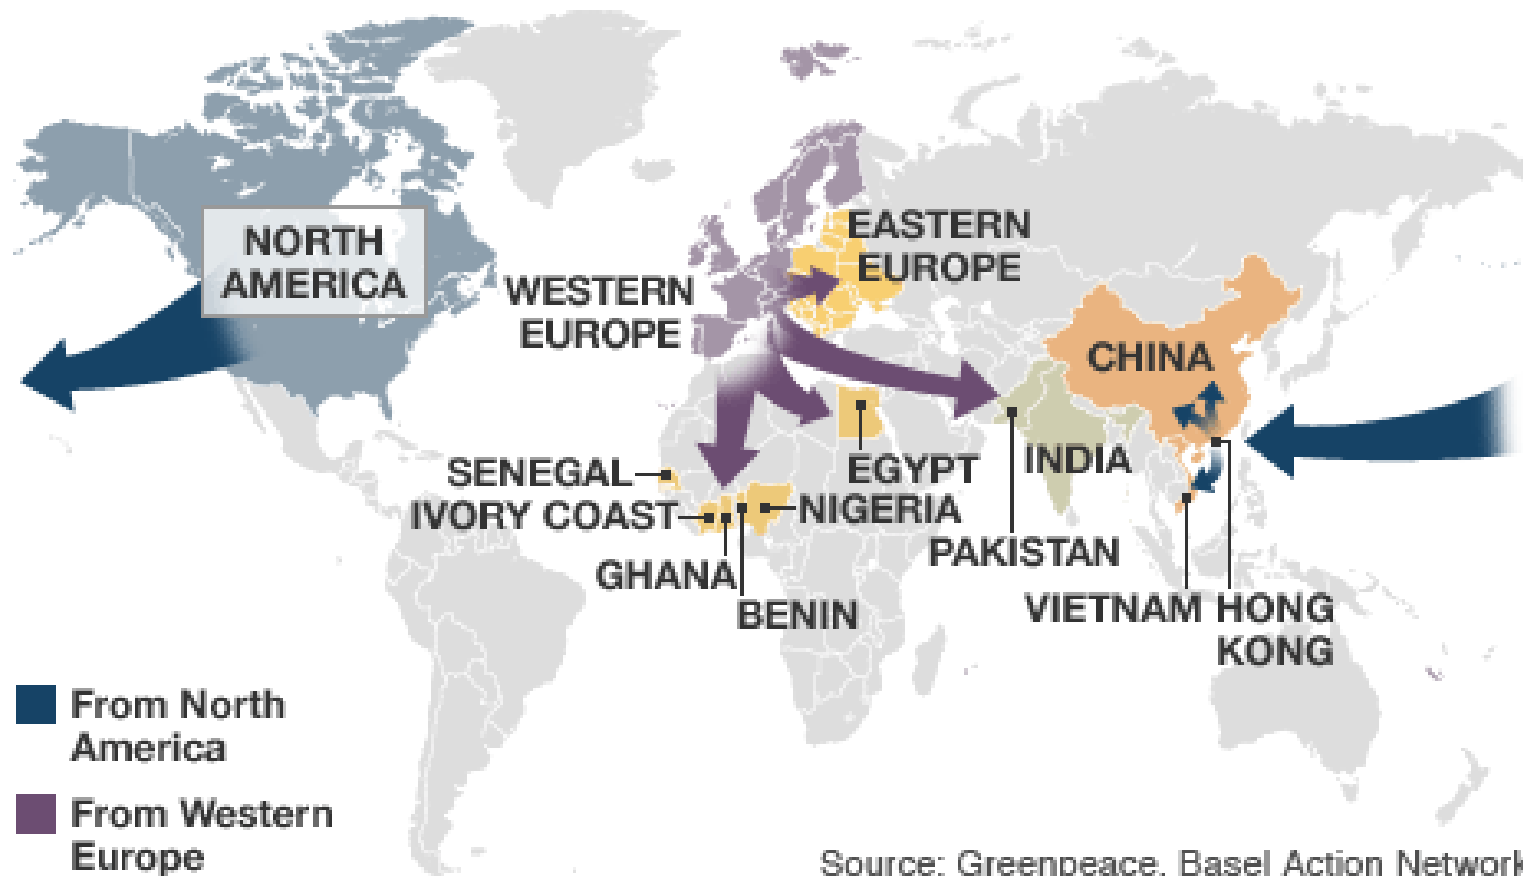 NORTH
AMERICA
WESTERN
EUROPE
EASTERN
EUROPE
CHINA
SENEGAL
IVORY COAST
GHANA
BENIN
NIGERIA
EGYPT
INDIA
PAKISTAN
VIETNAM
HONG
KONG
From North
America
From Western
Europe
Source: Greenpeace, Basel Action Network